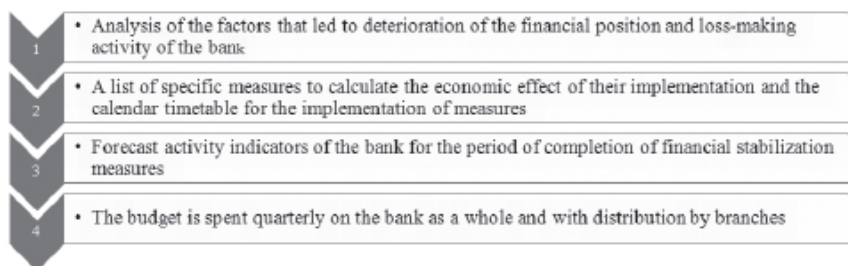 1
• Analysis of the factors that led to deterioration of the financial position and loss-making
activity of the bank
2
• A list of specific measures to calculate the economic effect of their implementation and the
calendar timetable for the implementation of measures
3
• Forecast activity indicators of the bank for the period of completion of financial stabilization
measures
4
• The budget is spent quarterly on the bank as a whole and with distribution by branches